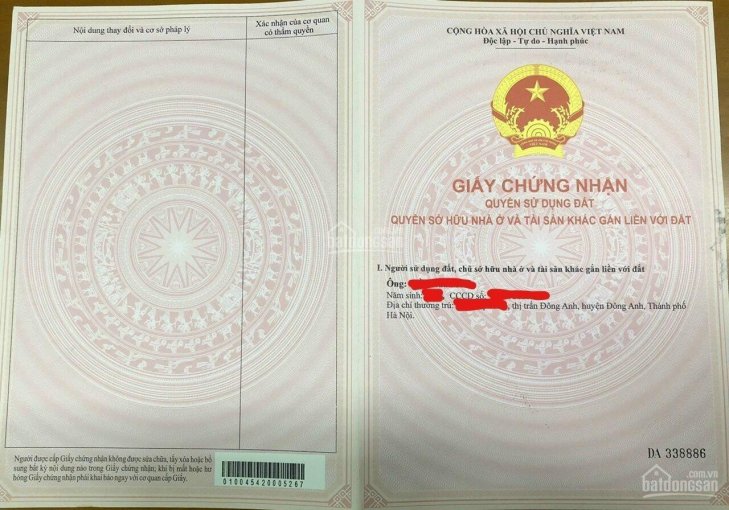 Nội dung thay đổi và cơ sở pháp lý
Xác nhận của cơ quan
có thẩm quyền
Người được cấp Giấy chứng nhận không được sửa chữa, tẩy xóa hoặc bổ
sung bất kỳ nội dung nào trong Giấy chứng nhận; khi bị mất hoặc hư
hỏng Giấy chứng nhận phải khai báo ngay với cơ quan cấp Giấy.
010045420005267
CỘNG HÒA XÃ HỘI CHỦ NGHĨA VIỆT NAM
Độc lập - Tự do - Hạnh phúc
GIẤY CHỨNG NHẬN
QUYỀN SỬ DỤNG ĐẤT
QUYỀN SỞ HỮU NHÀ Ở VÀ TÀI SẢN KHÁC GẮN LIỀN VỚI ĐẤT
I. Người sử dụng đất, chủ sở hữu nhà ở và tài sản khác gắn liền với đất
Ông:
Năm sinh: CCCD số:
Địa chỉ thường trú: , thị trấn Đông Anh, huyện Đông Anh, Thành phố
Hà Nội.
DA 338886
batdongsan
.com.vn
batdongsan